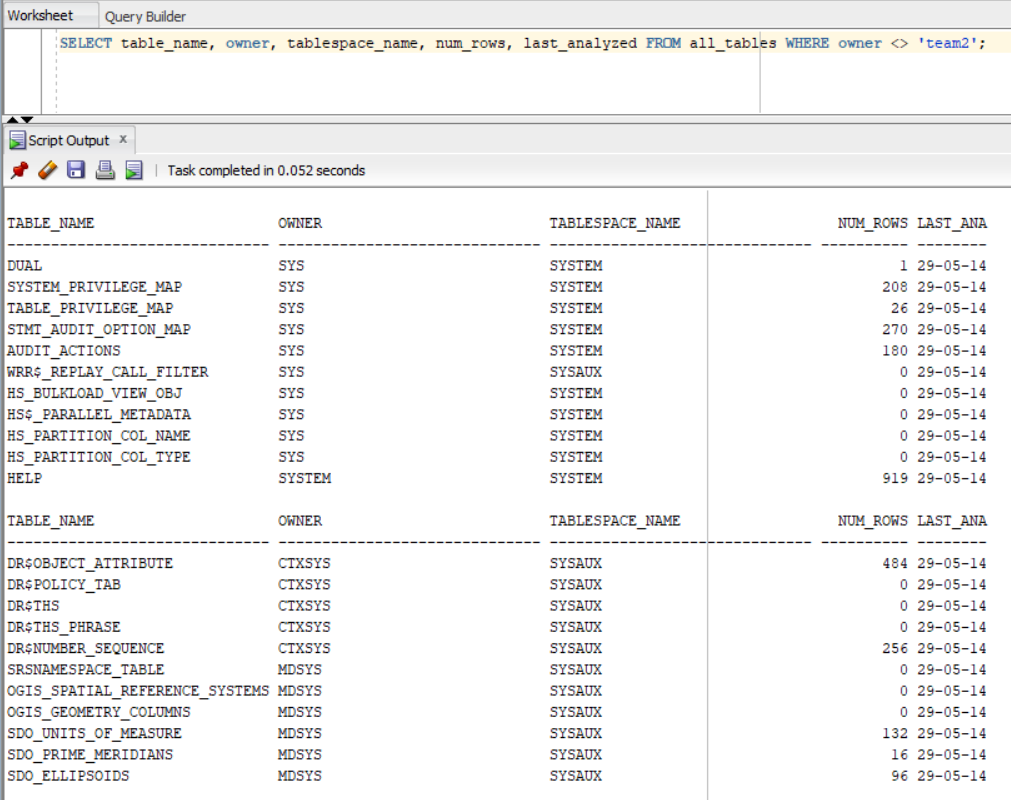 Worksheet Query Builder
SELECT table_name, owner, tablespace_name, num_rows, last_analyzed FROM all_tables WHERE owner <> 'team2';
Script Output x
Task completed in 0.052 seconds
TABLE_NAME OWNER TABLESPACE_NAME NUM_ROWS LAST_ANA
------------------------------ ------------------------------ ------------------------------ ---------- --------
DUAL SYS SYSTEM 1 29-05-14
SYSTEM_PRIVILEGE_MAP SYS SYSTEM 208 29-05-14
TABLE_PRIVILEGE_MAP SYS SYSTEM 26 29-05-14
STMT_AUDIT_OPTION_MAP SYS SYSTEM 270 29-05-14
AUDIT_ACTIONS SYS SYSTEM 180 29-05-14
WRR$_REPLAY_CALL_FILTER SYS SYSAUX 0 29-05-14
HS_BULKLOAD_VIEW_OBJ SYS SYSTEM 0 29-05-14
HS$_PARALLEL_METADATA SYS SYSTEM 0 29-05-14
HS_PARTITION_COL_NAME SYS SYSTEM 0 29-05-14
HS_PARTITION_COL_TYPE SYS SYSTEM 0 29-05-14
HELP SYSTEM SYSTEM 919 29-05-14
TABLE_NAME OWNER TABLESPACE_NAME NUM_ROWS LAST_ANA
------------------------------ ------------------------------ ------------------------------ ---------- --------
DR$OBJECT_ATTRIBUTE CTXSYS SYSAUX 484 29-05-14
DR$POLICY_TAB CTXSYS SYSAUX 0 29-05-14
DR$THS CTXSYS SYSAUX 0 29-05-14
DR$THS_PHRASE CTXSYS SYSAUX 0 29-05-14
DR$NUMBER_SEQUENCE CTXSYS SYSAUX 256 29-05-14
SRSNAMESPACE_TABLE MDSYS SYSAUX 0 29-05-14
OGIS_SPATIAL_REFERENCE_SYSTEMS MDSYS SYSAUX 0 29-05-14
OGIS_GEOMETRY_COLUMNS MDSYS SYSAUX 0 29-05-14
SDO_UNITS_OF_MEASURE MDSYS SYSAUX 132 29-05-14
SDO_PRIME_MERIDIANS MDSYS SYSAUX 16 29-05-14
SDO_ELLIPSOIDS MDSYS SYSAUX 96 29-05-14